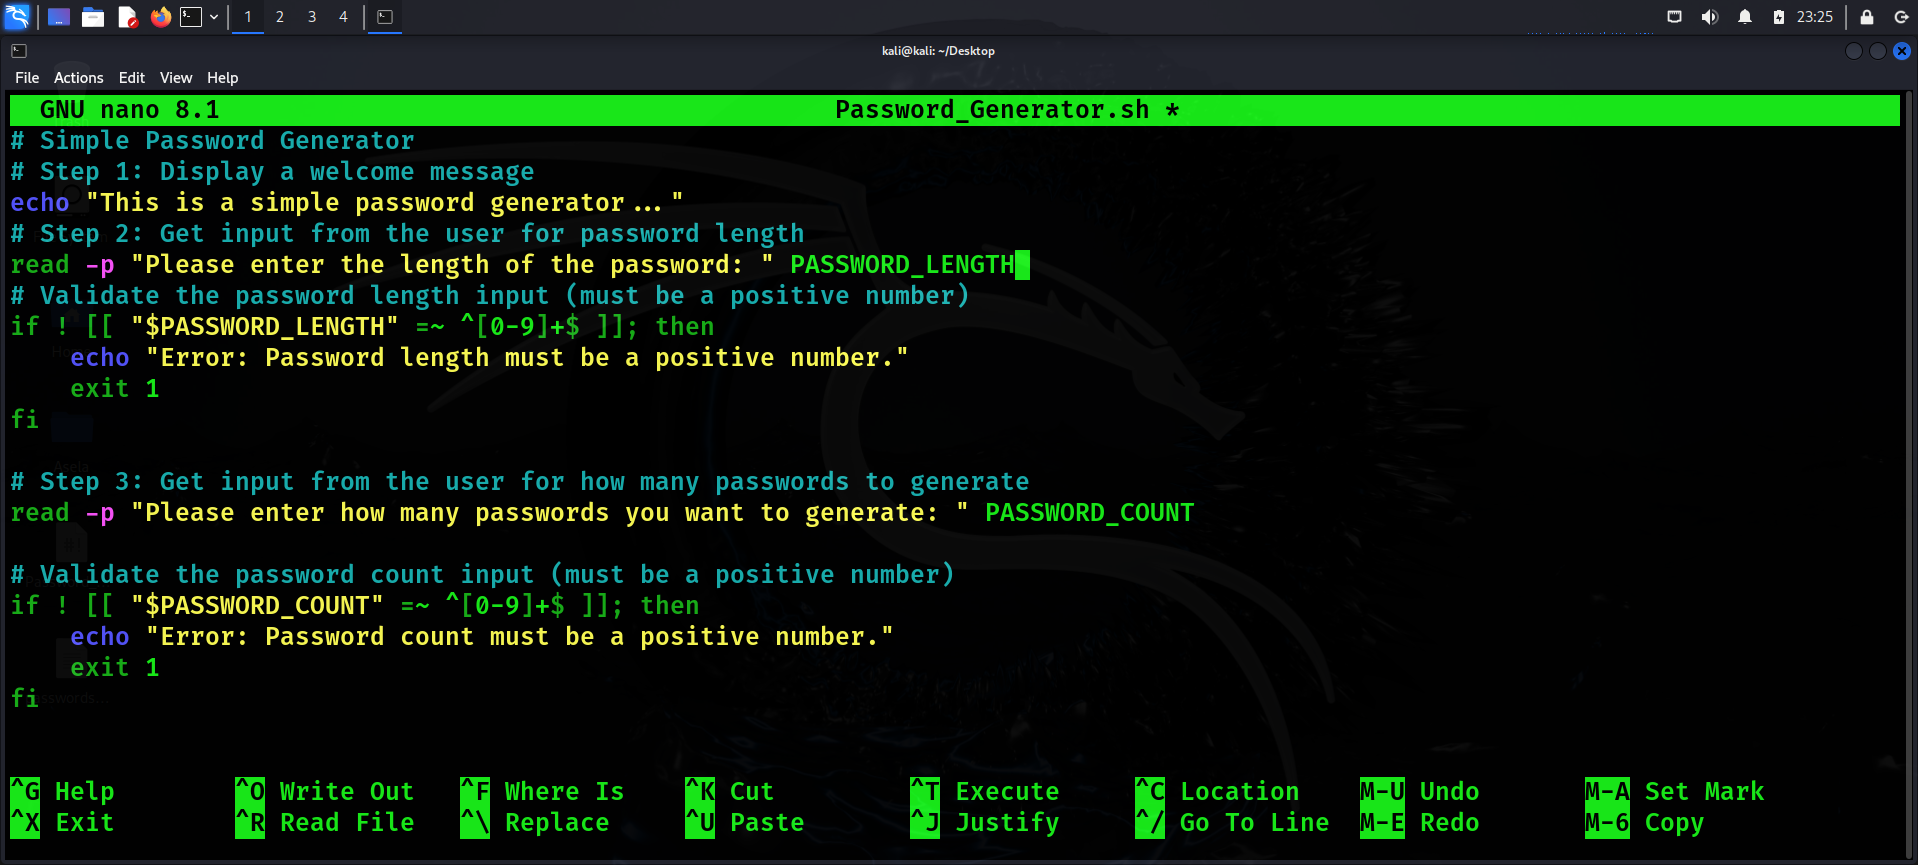 1 2 3 4 23:25
kali@kali: ~/Desktop
File Actions Edit View Help
GNU nano 8.1 Password_Generator.sh *
# Simple Password Generator
# Step 1: Display a welcome message
echo "This is a simple password generator..."
# Step 2: Get input from the user for password length
read -p "Please enter the length of the password: " PASSWORD_LENGTH
# Validate the password length input (must be a positive number)
if ! [[ "$PASSWORD_LENGTH" =~ ^[0-9]+$ ]]; then
    echo "Error: Password length must be a positive number."
    exit 1
fi
# Step 3: Get input from the user for how many passwords to generate
read -p "Please enter how many passwords you want to generate: " PASSWORD_COUNT
# Validate the password count input (must be a positive number)
if ! [[ "$PASSWORD_COUNT" =~ ^[0-9]+$ ]]; then
    echo "Error: Password count must be a positive number."
    exit 1
fi
^G Help ^O Write Out ^F Where Is ^K Cut ^T Execute ^C Location M-U Undo M-A Set Mark
^X Exit ^R Read File ^\ Replace ^U Paste ^J Justify ^/ Go To Line M-E Redo M-6 Copy